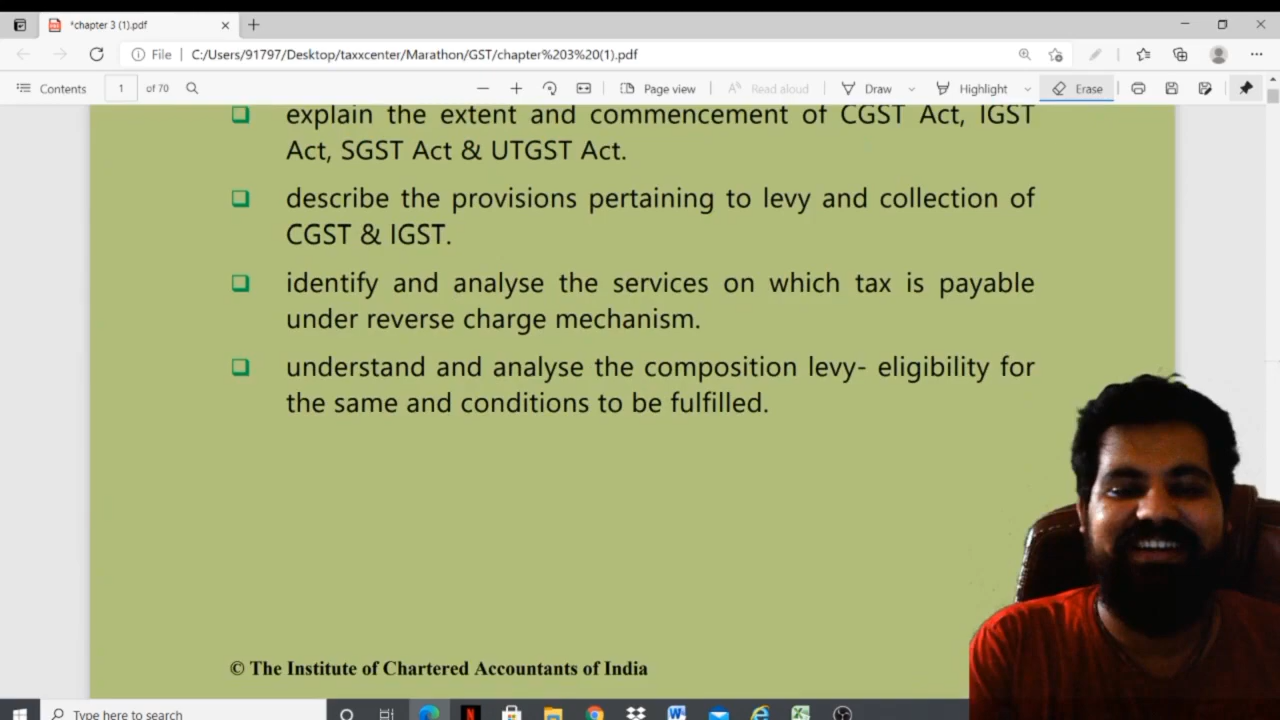 *chapter 3 (1).pdf
File
C:/Users/91797/Desktop/taxxcenter/Marathon/GST/chapter%203%20(1).pdf
Contents
1
of 70
Page view
Read aloud
Draw
Highlight
Erase
explain the extent and commencement of CGST Act, IGST
Act, SGST Act & UTGST Act.
describe the provisions pertaining to levy and collection of
CGST & IGST.
identify and analyse the services on which tax is payable
under reverse charge mechanism.
understand and analyse the composition levy- eligibility for
the same and conditions to be fulfilled.
© The Institute of Chartered Accountants of India
Type here to search